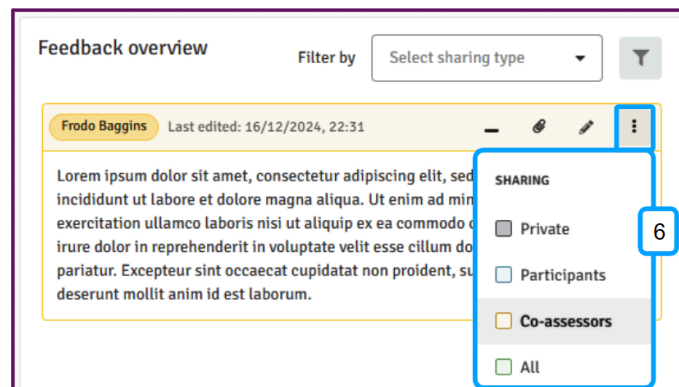 Feedback overview
Filter by
Select sharing type
Frodo Baggins
Last edited: 16/12/2024, 22:31
Lorem ipsum dolor sit amet, consectetur adipiscing elit, sed
incididunt ut labore et dolore magna aliqua. Ut enim ad
exercitation ullamco laboris nisi ut aliquip ex ea commodo
irure dolor in reprehenderit in voluptate velit esse cillum
pariatur. Excepteur sint occaecat cupidatat non proident,
deserunt mollit anim id est laborum.
SHARING
Private
Participants
Co-assessors
All
6